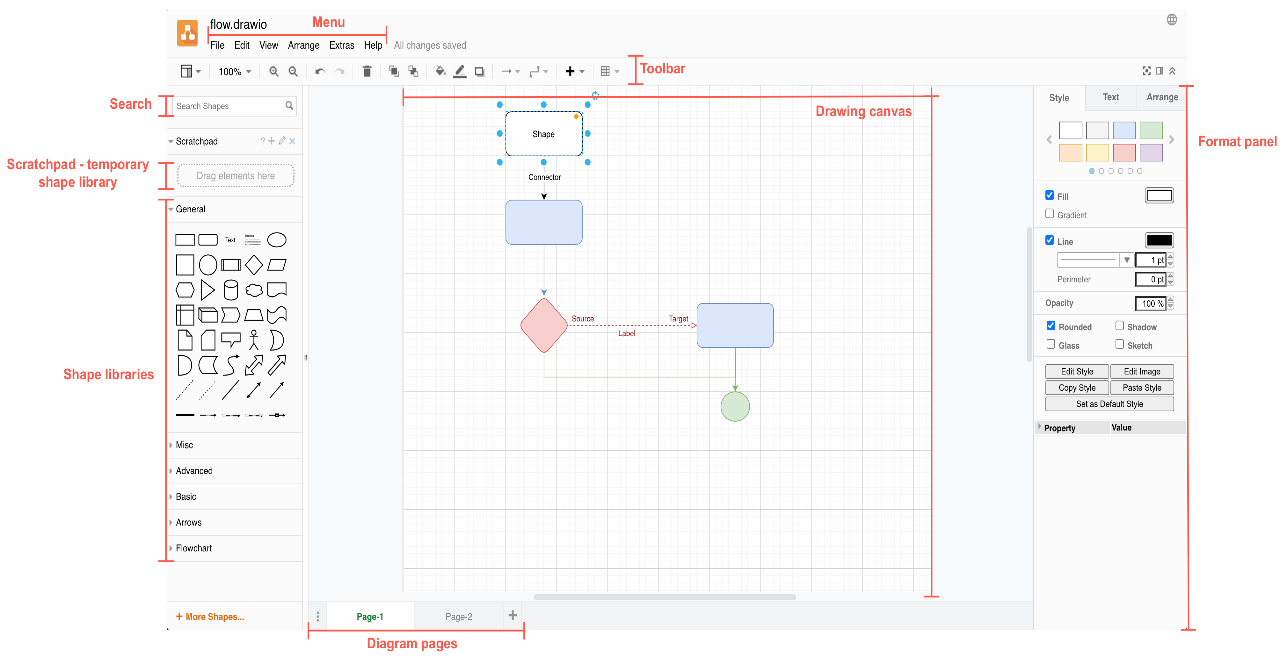 flow.drawio
Menu
File Edit View Arrange Extras Help All changes saved
100%
Toolbar
Search
Search Shapes
Scratchpad
?
Scratchpad - temporary
shape library
Drag elements here
General
Text
Shape libraries
Misc
Advanced
Basic
Arrows
Flowchart
+ More Shapes...
Drawing canvas
Shape
Connector
Source
Target
Label
Page-1
Page-2
Diagram pages
Style Text Arrange
Format panel
Fill
Gradient
Line
1 pt
Perimeter
0 pt
Opacity
100 %
Rounded
Shadow
Glass
Sketch
Edit Style
Edit Image
Copy Style
Paste Style
Set as Default Style
Property
Value